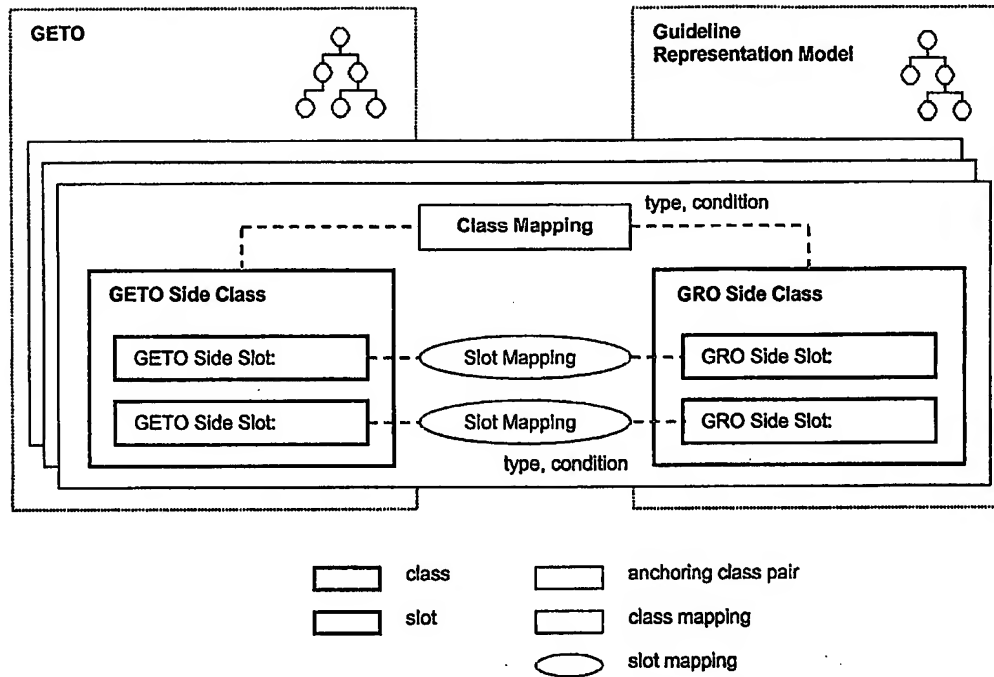 GETO
Guideline
Representation Model
type, condition
Class Mapping
GETO Side Class
GRO Side Class
GETO Side Slot:
Slot Mapping
GRO Side Slot:
GETO Side Slot:
Slot Mapping
GRO Side Slot:
type, condition
class
anchoring class pair
slot
class mapping
slot mapping